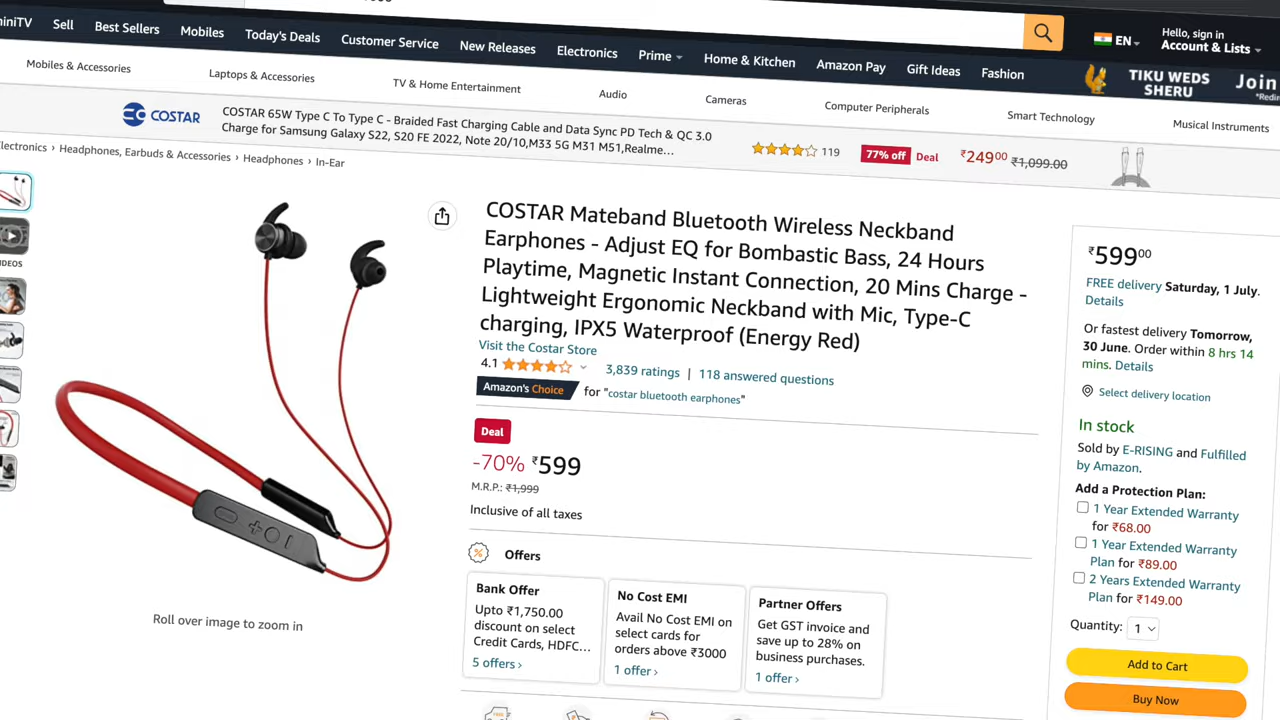 miniTV Sell Best Sellers Mobiles Today's Deals Customer Service New Releases Electronics Prime Home & Kitchen Amazon Pay Gift Ideas Fashion
EN
Hello, sign in
Account & Lists
TIKU WEDS
SHERU
Join
Mobiles & Accessories Laptops & Accessories TV & Home Entertainment Audio Cameras Computer Peripherals Smart Technology Musical Instruments
COSTAR
COSTAR 65W Type C To Type C - Braided Fast Charging Cable and Data Sync PD Tech & QC 3.0
Charge for Samsung Galaxy S22, S20 FE 2022, Note 20/10,M33 5G M31 M51,Realme...
119
77% off Deal
₹249⁰⁰ ₹1,099.00
lectronics › Headphones, Earbuds & Accessories › Headphones › In-Ear
IDEOS
COSTAR Mateband Bluetooth Wireless Neckband
Earphones - Adjust EQ for Bombastic Bass, 24 Hours
Playtime, Magnetic Instant Connection, 20 Mins Charge -
Lightweight Ergonomic Neckband with Mic, Type-C
charging, IPX5 Waterproof (Energy Red)
Visit the Costar Store
4.1 3,839 ratings | 118 answered questions
Amazon's Choice for "costar bluetooth earphones"
Deal
-70% ₹599
M.R.P.: ₹1,999
Inclusive of all taxes
Offers
Bank Offer
Upto ₹1,750.00
discount on select
Credit Cards, HDFC...
5 offers ›
No Cost EMI
Avail No Cost EMI on
select cards for
orders above ₹3000
1 offer ›
Partner Offers
Get GST invoice and
save up to 28% on
business purchases.
1 offer ›
Roll over image to zoom in
₹599⁰⁰
FREE delivery Saturday, 1 July.
Details
Or fastest delivery Tomorrow,
30 June. Order within 8 hrs 14
mins. Details
Select delivery location
In stock
Sold by E-RISING and Fulfilled
by Amazon.
Add a Protection Plan:
1 Year Extended Warranty
for ₹68.00
1 Year Extended Warranty
Plan for ₹89.00
2 Years Extended Warranty
Plan for ₹149.00
Quantity: 1
Add to Cart
Buy Now